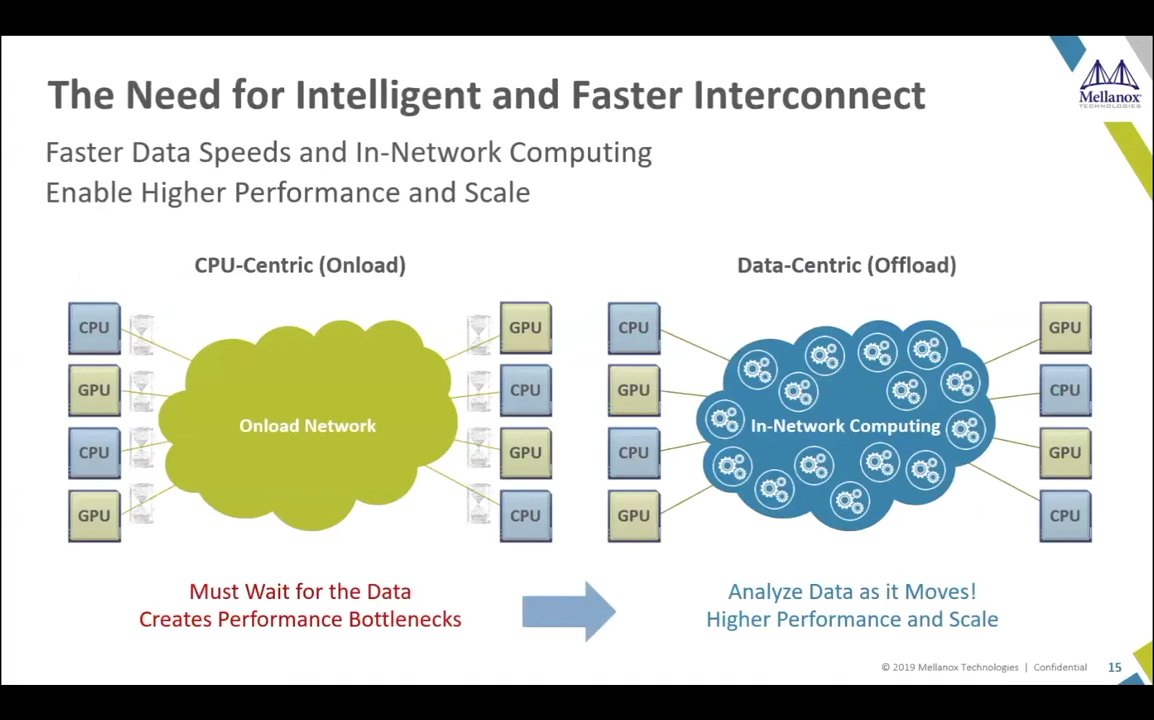 The Need for Intelligent and Faster Interconnect
Mellanox
TECHNOLOGIES
Faster Data Speeds and In-Network Computing
Enable Higher Performance and Scale
CPU-Centric (Onload)
CPU
GPU
CPU
GPU
Onload Network
GPU
CPU
GPU
CPU
Must Wait for the Data
Creates Performance Bottlenecks
Data-Centric (Offload)
CPU
GPU
CPU
GPU
In-Network Computing
GPU
CPU
GPU
CPU
Analyze Data as it Moves!
Higher Performance and Scale
© 2019 Mellanox Technologies | Confidential 15